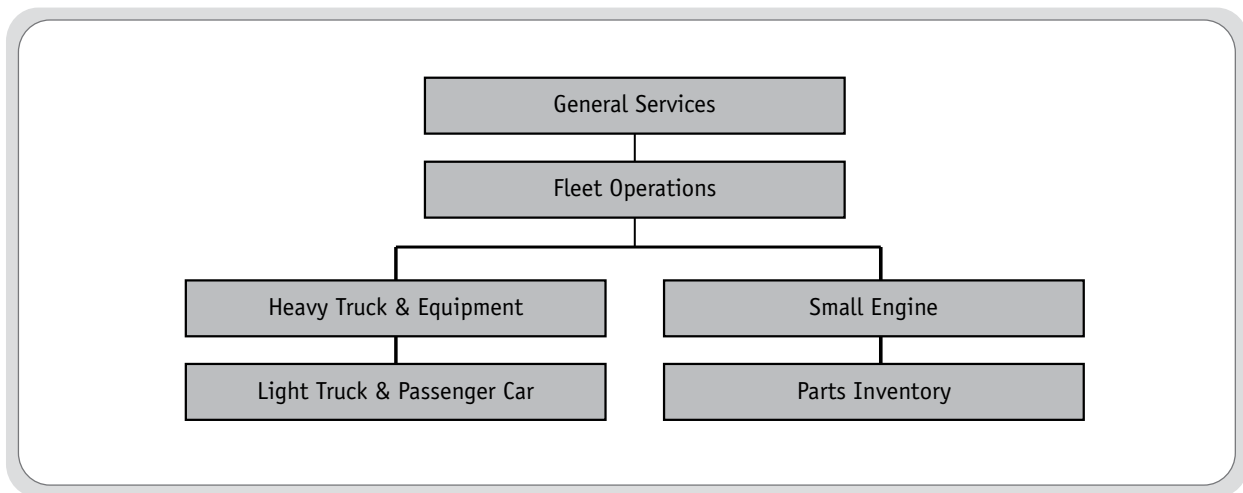 General Services
Fleet Operations
Heavy Truck & Equipment
Small Engine
Light Truck & Passenger Car
Parts Inventory